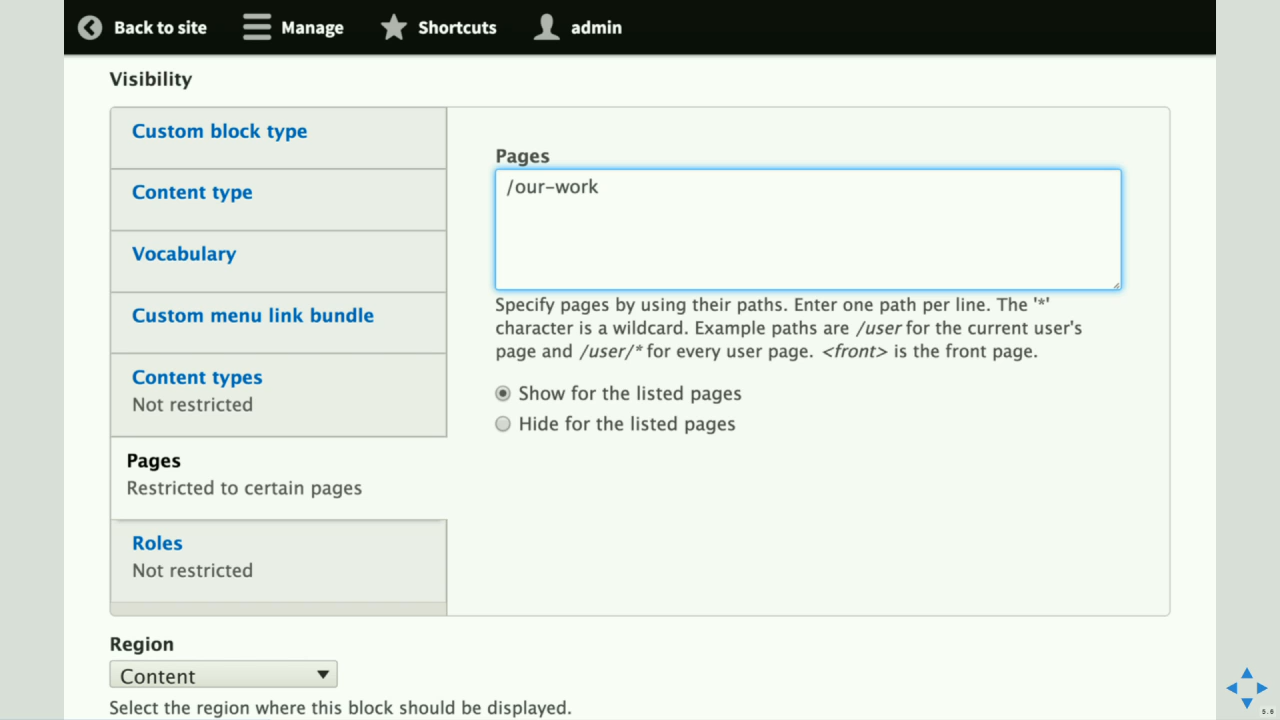 Back to site Manage Shortcuts admin
Visibility
Custom block type
Content type
Vocabulary
Custom menu link bundle
Content types
Not restricted
Pages
Restricted to certain pages
Roles
Not restricted
Pages
/our-work
Specify pages by using their paths. Enter one path per line. The '*'
character is a wildcard. Example paths are /user for the current user's
page and /user/* for every user page. <front> is the front page.
Show for the listed pages
Hide for the listed pages
Region
Content
Select the region where this block should be displayed.
5.6